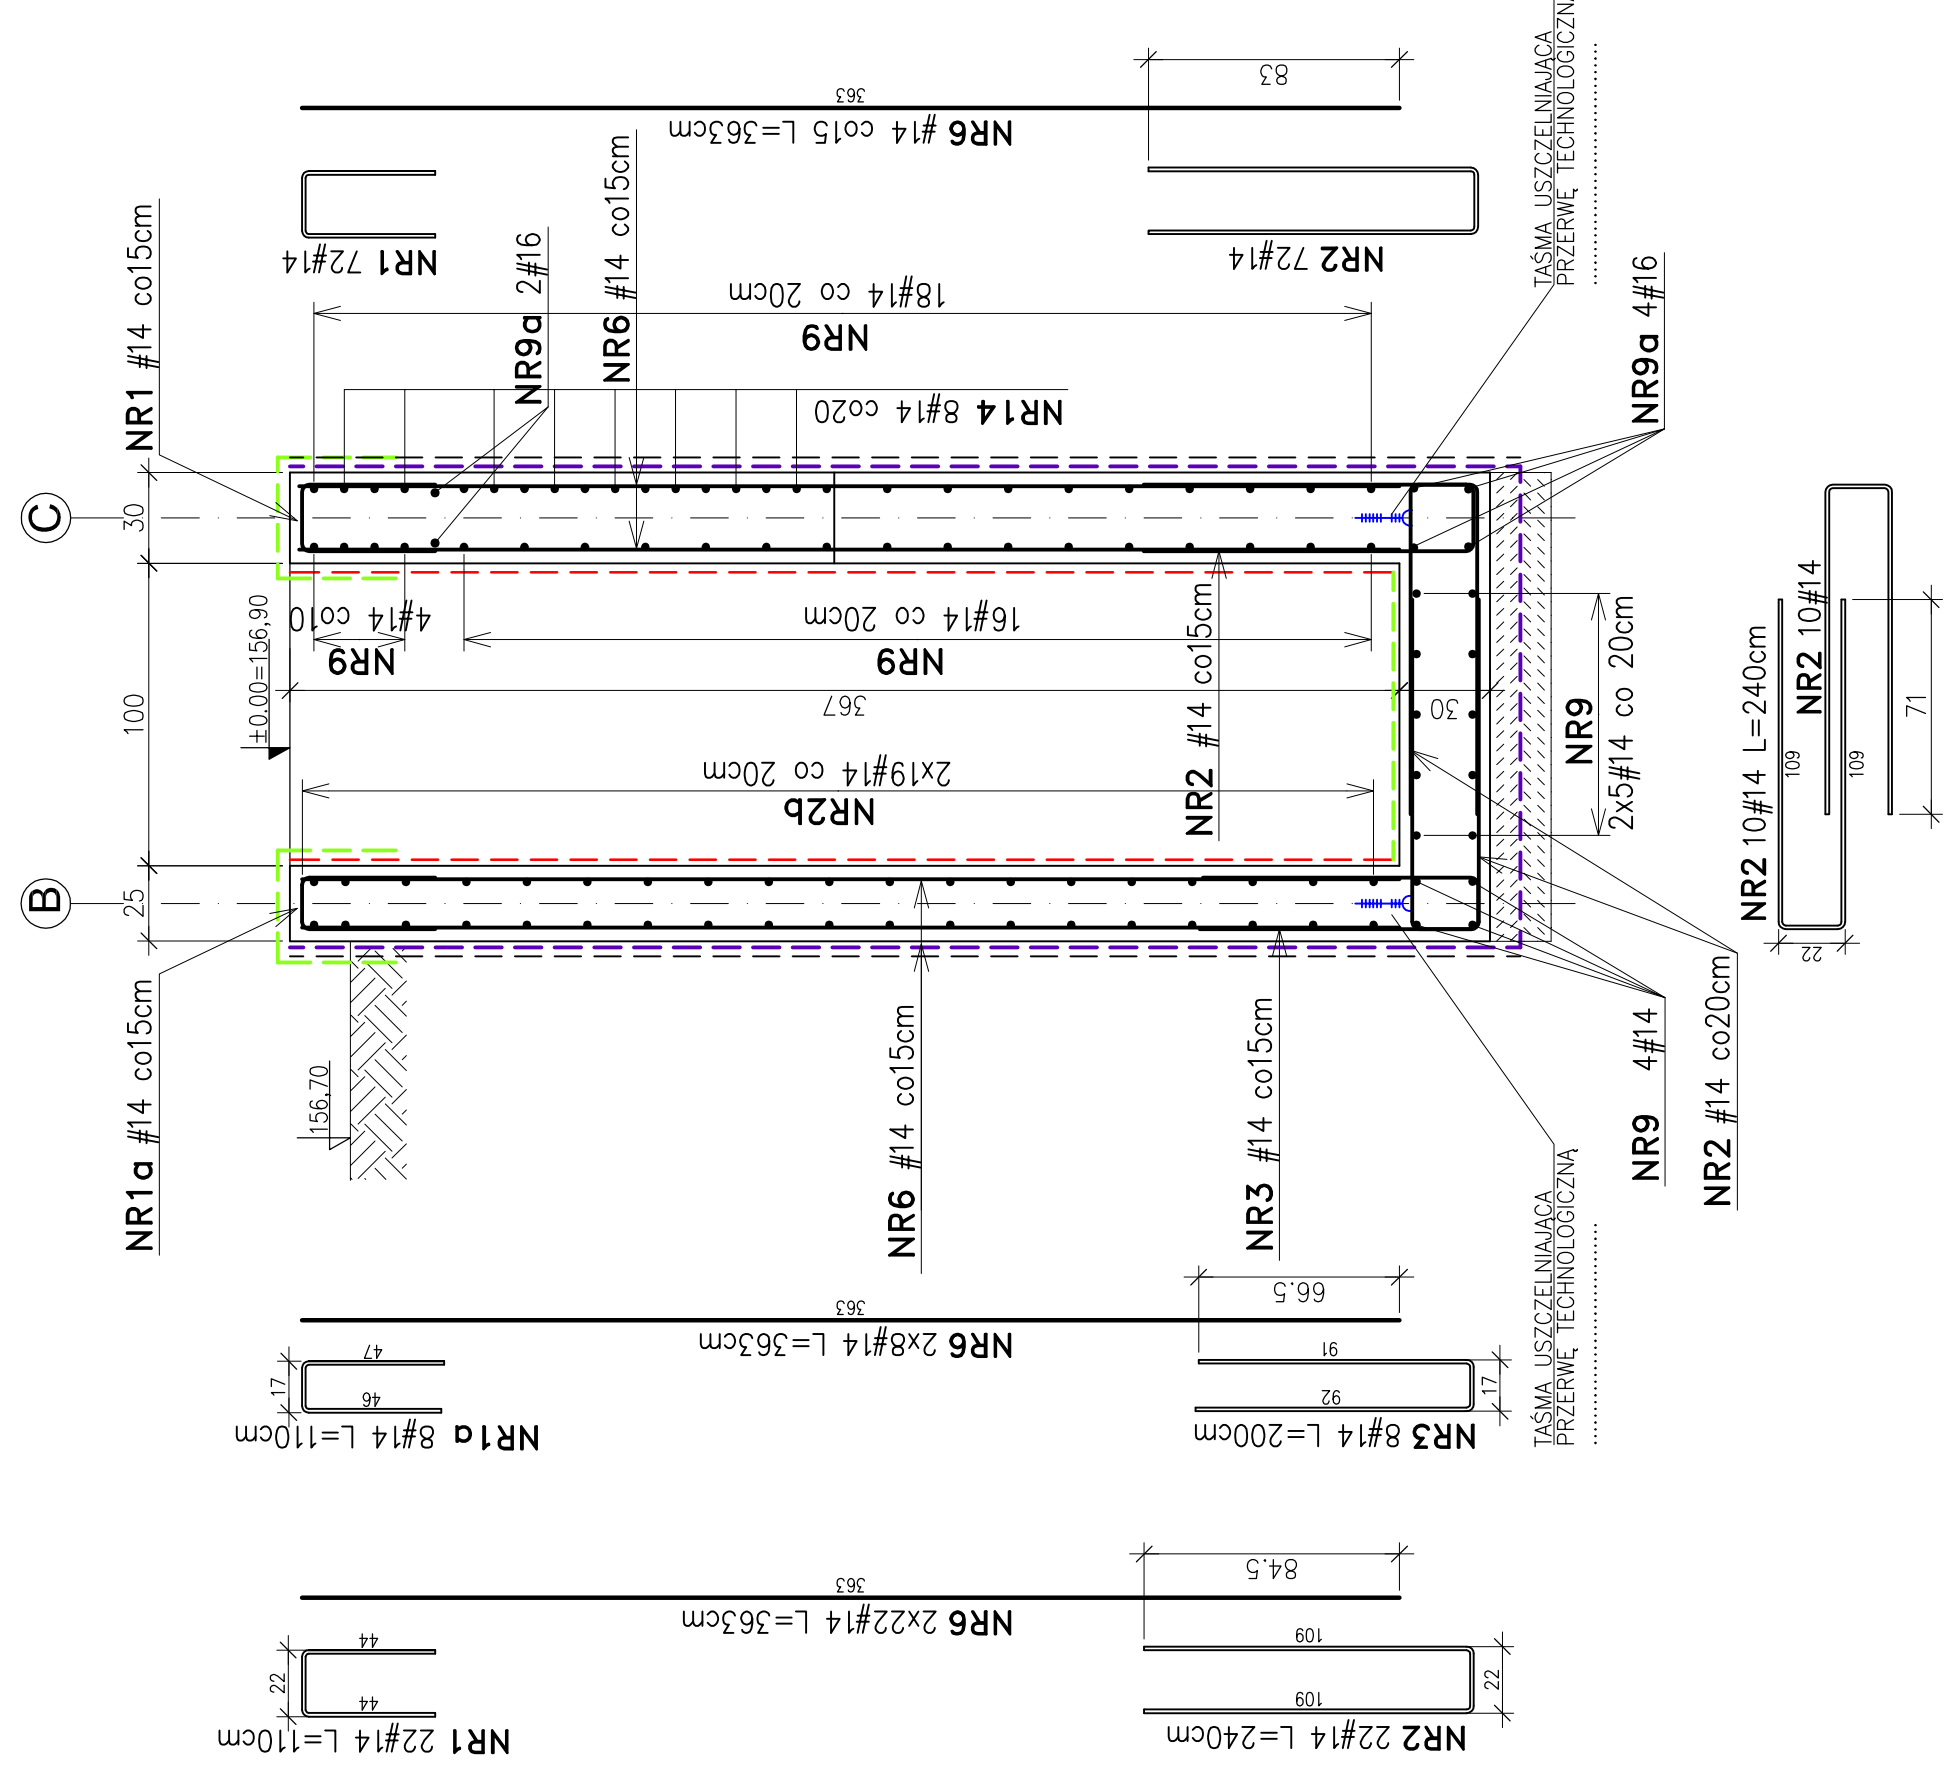 C
B
30
100
25
NR1 #14 co15cm
NR1 72#14
363
NR6 #14 co15 L=363cm
83
NR2 72#14
TAŚMA USZCZELNIAJĄCA
PRZERWĘ TECHNOLOGICZNĄ
NR9a 2#16
NR6 #14 co15cm
18#14 co 20cm
NR9
NR14 8#14 co20
NR9a 4#16
±0.00=156,90
4#14 co10
NR9
16#14 co 20cm
NR9
367
30
NR2 #14 co15cm
2x19#14 co 20cm
NR2b
NR9
2x5#14 co 20cm
NR2 10#14 L=240cm
109
NR2 10#14
109
71
22
NR1a #14 co15cm
156,70
NR6 #14 co15cm
NR3 #14 co15cm
NR9 4#14
NR2 #14 co20cm
TAŚMA USZCZELNIAJĄCA
PRZERWĘ TECHNOLOGICZNĄ
363
NR6 2x8#14 L=363cm
66.5
47
17
46
NR1a 8#14 L=110cm
91
92
17
NR3 8#14 L=200cm
363
NR6 2x22#14 L=363cm
84.5
44
22
44
NR1 22#14 L=110cm
109
109
22
NR2 22#14 L=240cm